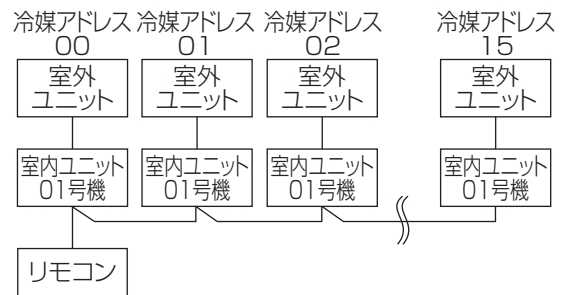 冷媒アドレス 冷媒アドレス 冷媒アドレス 冷媒アドレス
00 01 02 15
室外 室外 室外 室外
ユニット ユニット ユニット ユニット
室内ユニット 室内ユニット 室内ユニット 室内ユニット
01号機 01号機 01号機 01号機
リモコン